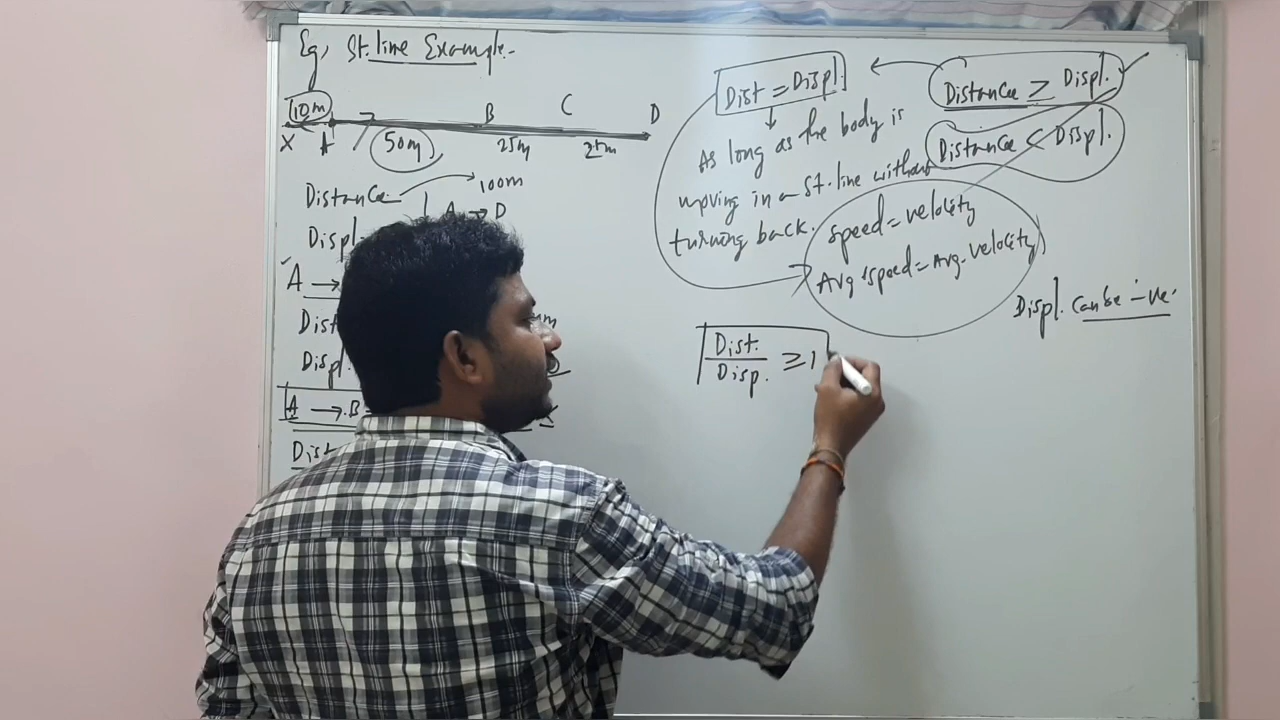 Eg, St.line Example.
10m
X A B C D
50m 25m 25m
Distance 100m
Displ- A → D
A →
Dist
Displ.
A → B
Dist
Dist = Displ.
As long as the body is
moving in a St.line without
turning back.
Distance ≥ Displ.
Distance < Displ.
Speed = velocity
Avg. speed = Avg. velocity
Displ. can be -ve.
Dist.
Disp. ≥ 1